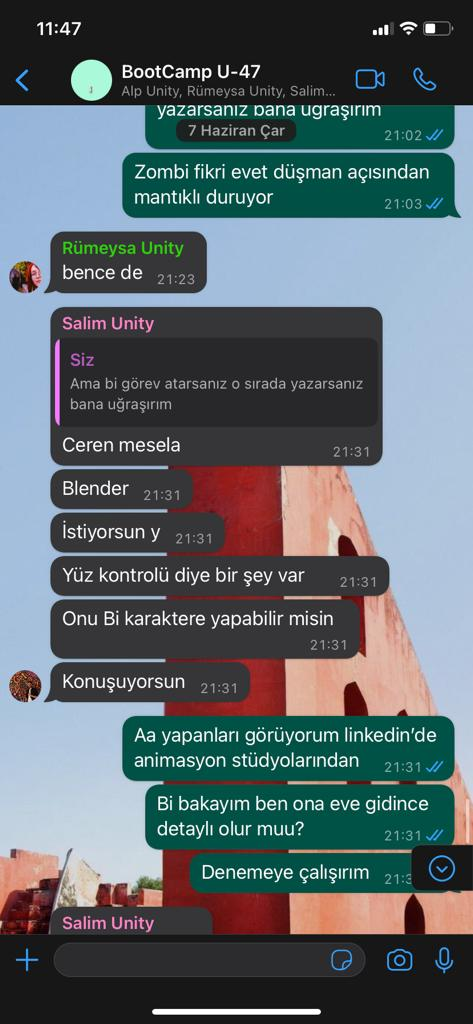 11:47
BootCamp U-47
Alp Unity, Rümeysa Unity, Salim...
yazarsanız bana uğraşırım
21:02
7 Haziran Çar
Zombi fikri evet düşman açısından
mantıklı duruyor
21:03
Rümeysa Unity
bence de
21:23
Salim Unity
Siz
Ama bi görev atarsanız o sırada yazarsanız
bana uğraşırım
Ceren mesela
21:31
Blender
21:31
İstiyorsun y
21:31
Yüz kontrolü diye bir şey var
21:31
Onu Bi karaktere yapabilir misin
21:31
Konuşuyorsun
21:31
Aa yapanları görüyorum linkedin'de
animasyon stüdyolarından
21:31
Bi bakayım ben ona eve gidince
detaylı olur muu?
21:31
Denemeye çalışırım
Salim Unity